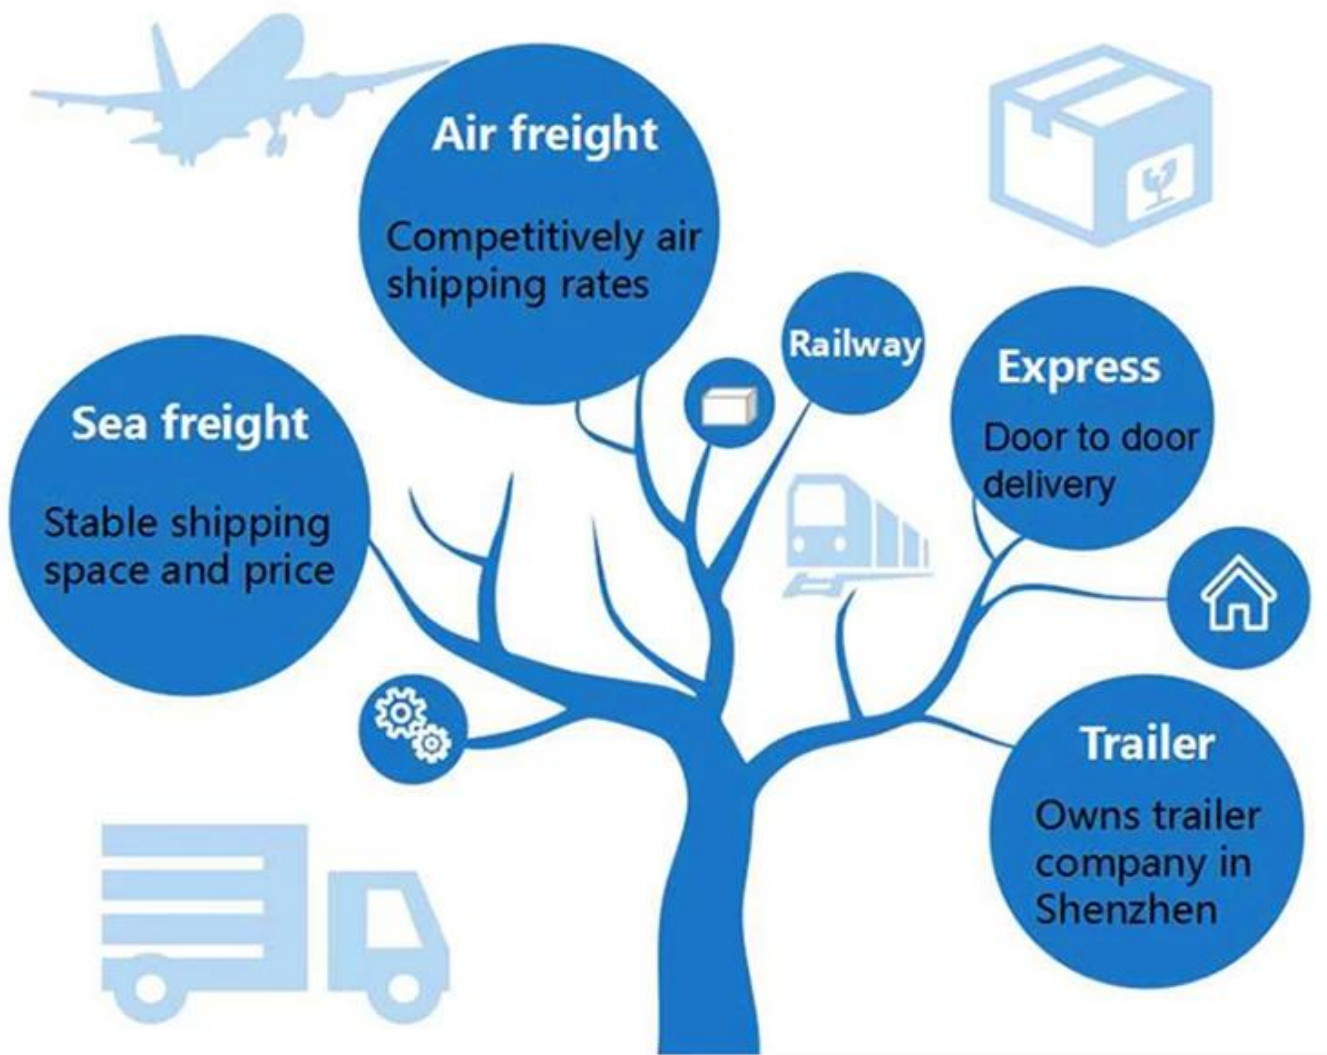 Air freight
Competitively air
shipping rates
Railway
Express
Door to door
delivery
Sea freight
Stable shipping
space and price
Trailer
Owns trailer
company in
Shenzhen